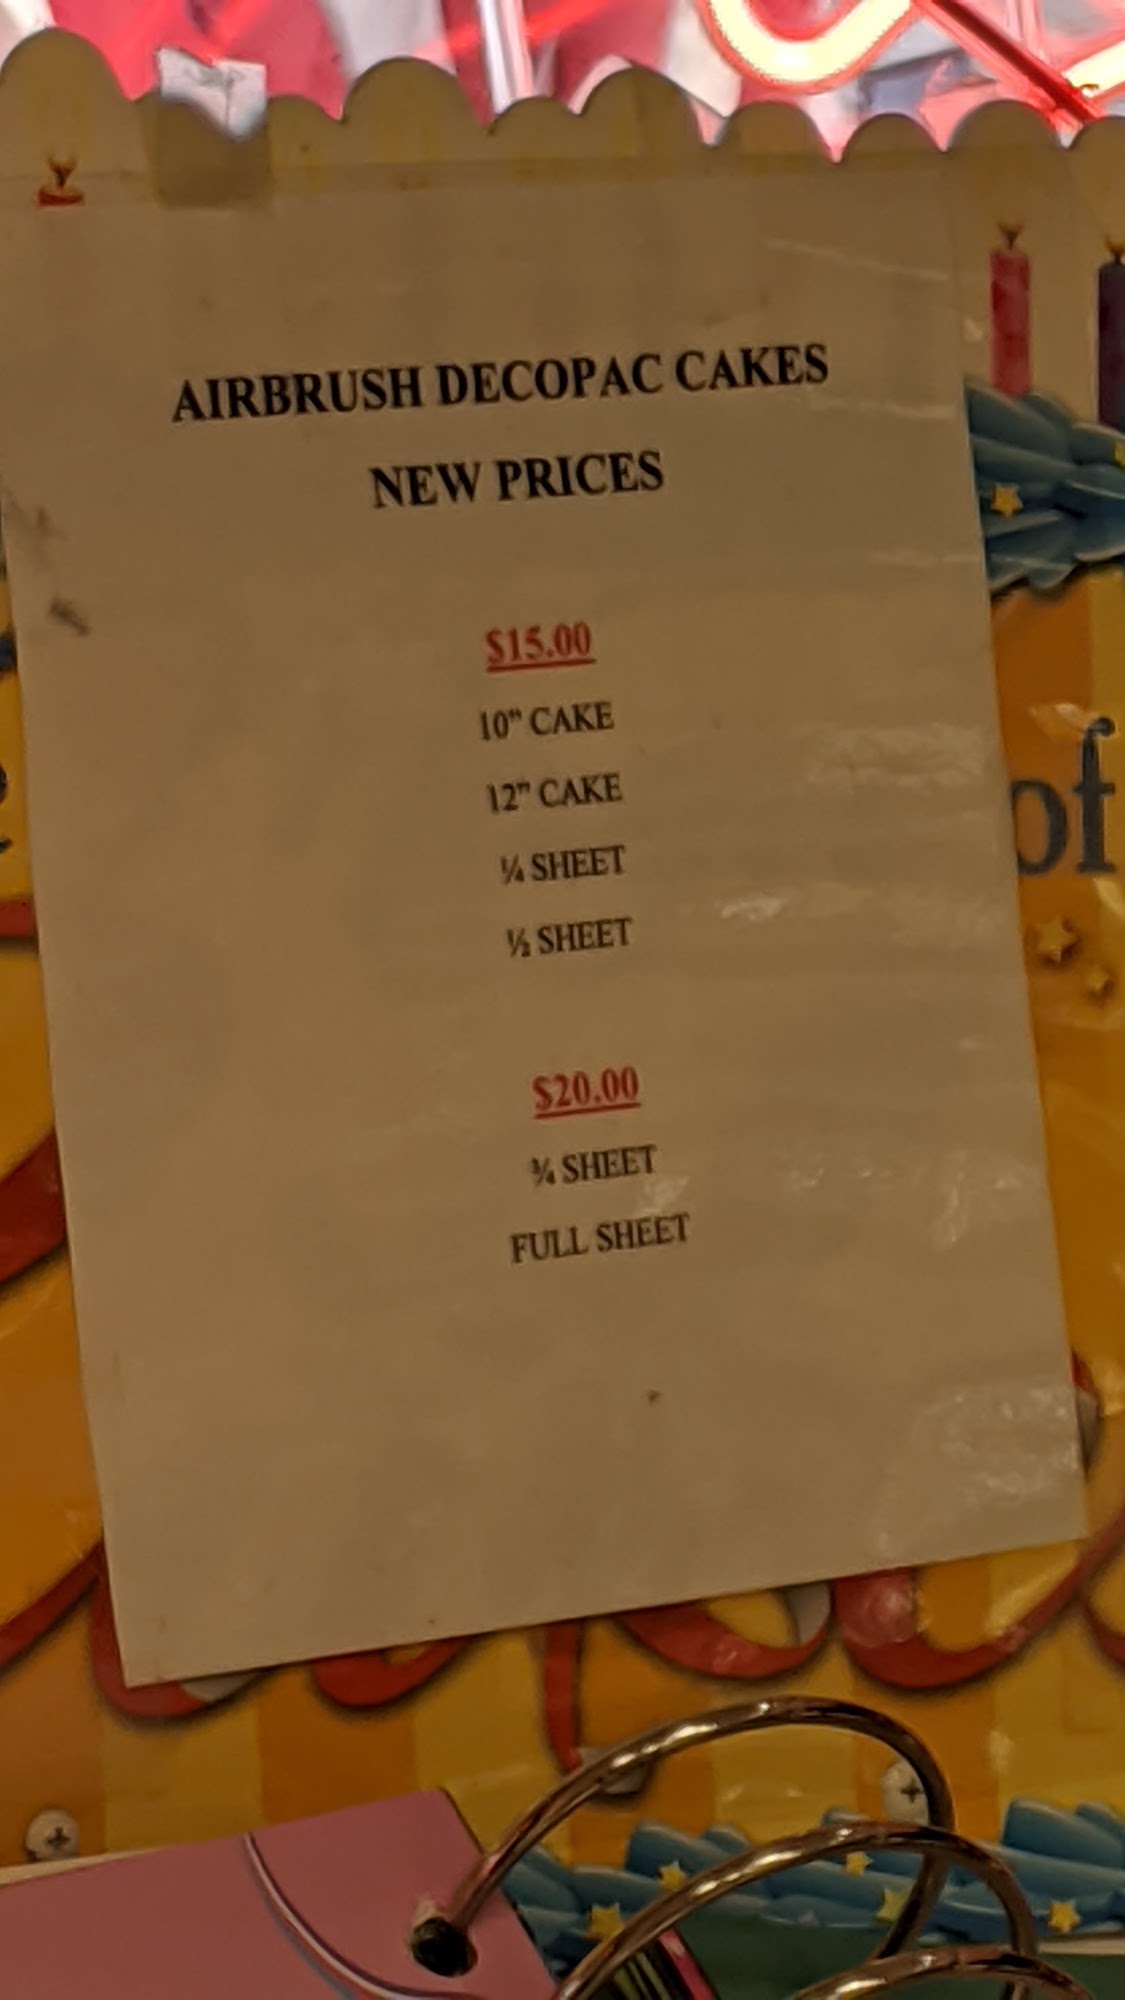 AIRBRUSH DECOPAC CAKES
NEW PRICES
$15.00
10" CAKE
12" CAKE
¼ SHEET
½ SHEET
$20.00
¾ SHEET
FULL SHEET
of